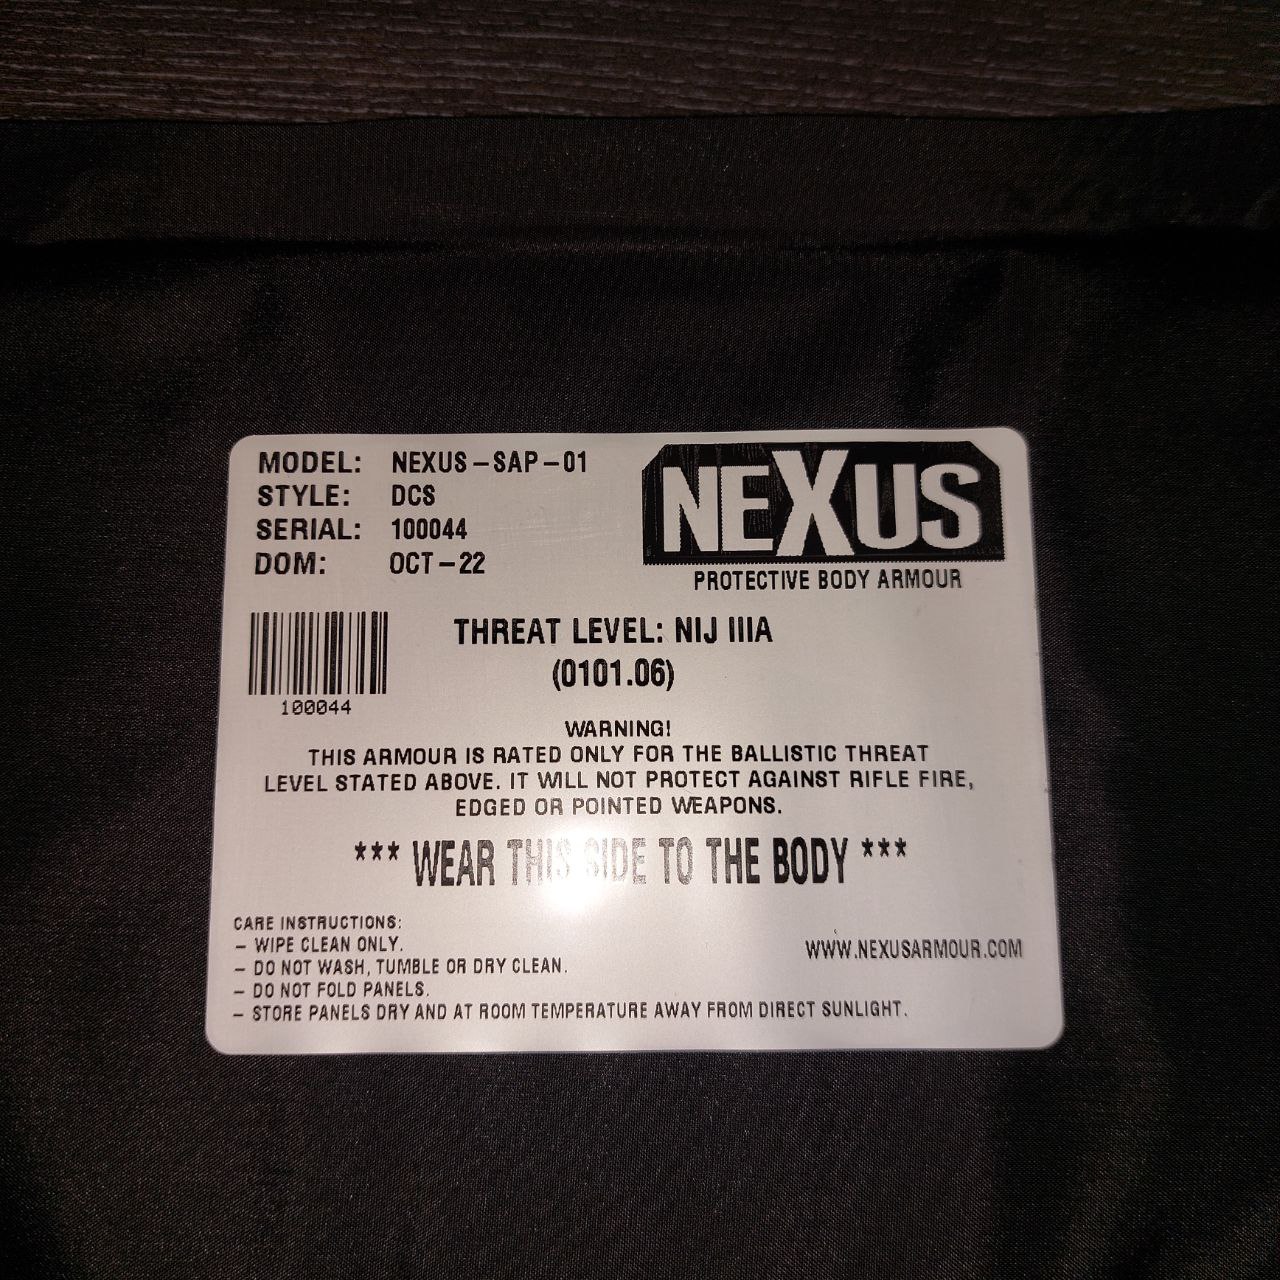 MODEL: NEXUS-SAP-01
STYLE: DCS
SERIAL: 100044
DOM: OCT-22
NEXUS
PROTECTIVE BODY ARMOUR
100044
THREAT LEVEL: NIJ IIIA
(0101.06)
WARNING!
THIS ARMOUR IS RATED ONLY FOR THE BALLISTIC THREAT
LEVEL STATED ABOVE. IT WILL NOT PROTECT AGAINST RIFLE FIRE,
EDGED OR POINTED WEAPONS.
*** WEAR THIS SIDE TO THE BODY ***
CARE INSTRUCTIONS:
- WIPE CLEAN ONLY.
- DO NOT WASH, TUMBLE OR DRY CLEAN.
- DO NOT FOLD PANELS.
- STORE PANELS DRY AND AT ROOM TEMPERATURE AWAY FROM DIRECT SUNLIGHT.
WWW.NEXUSARMOUR.COM